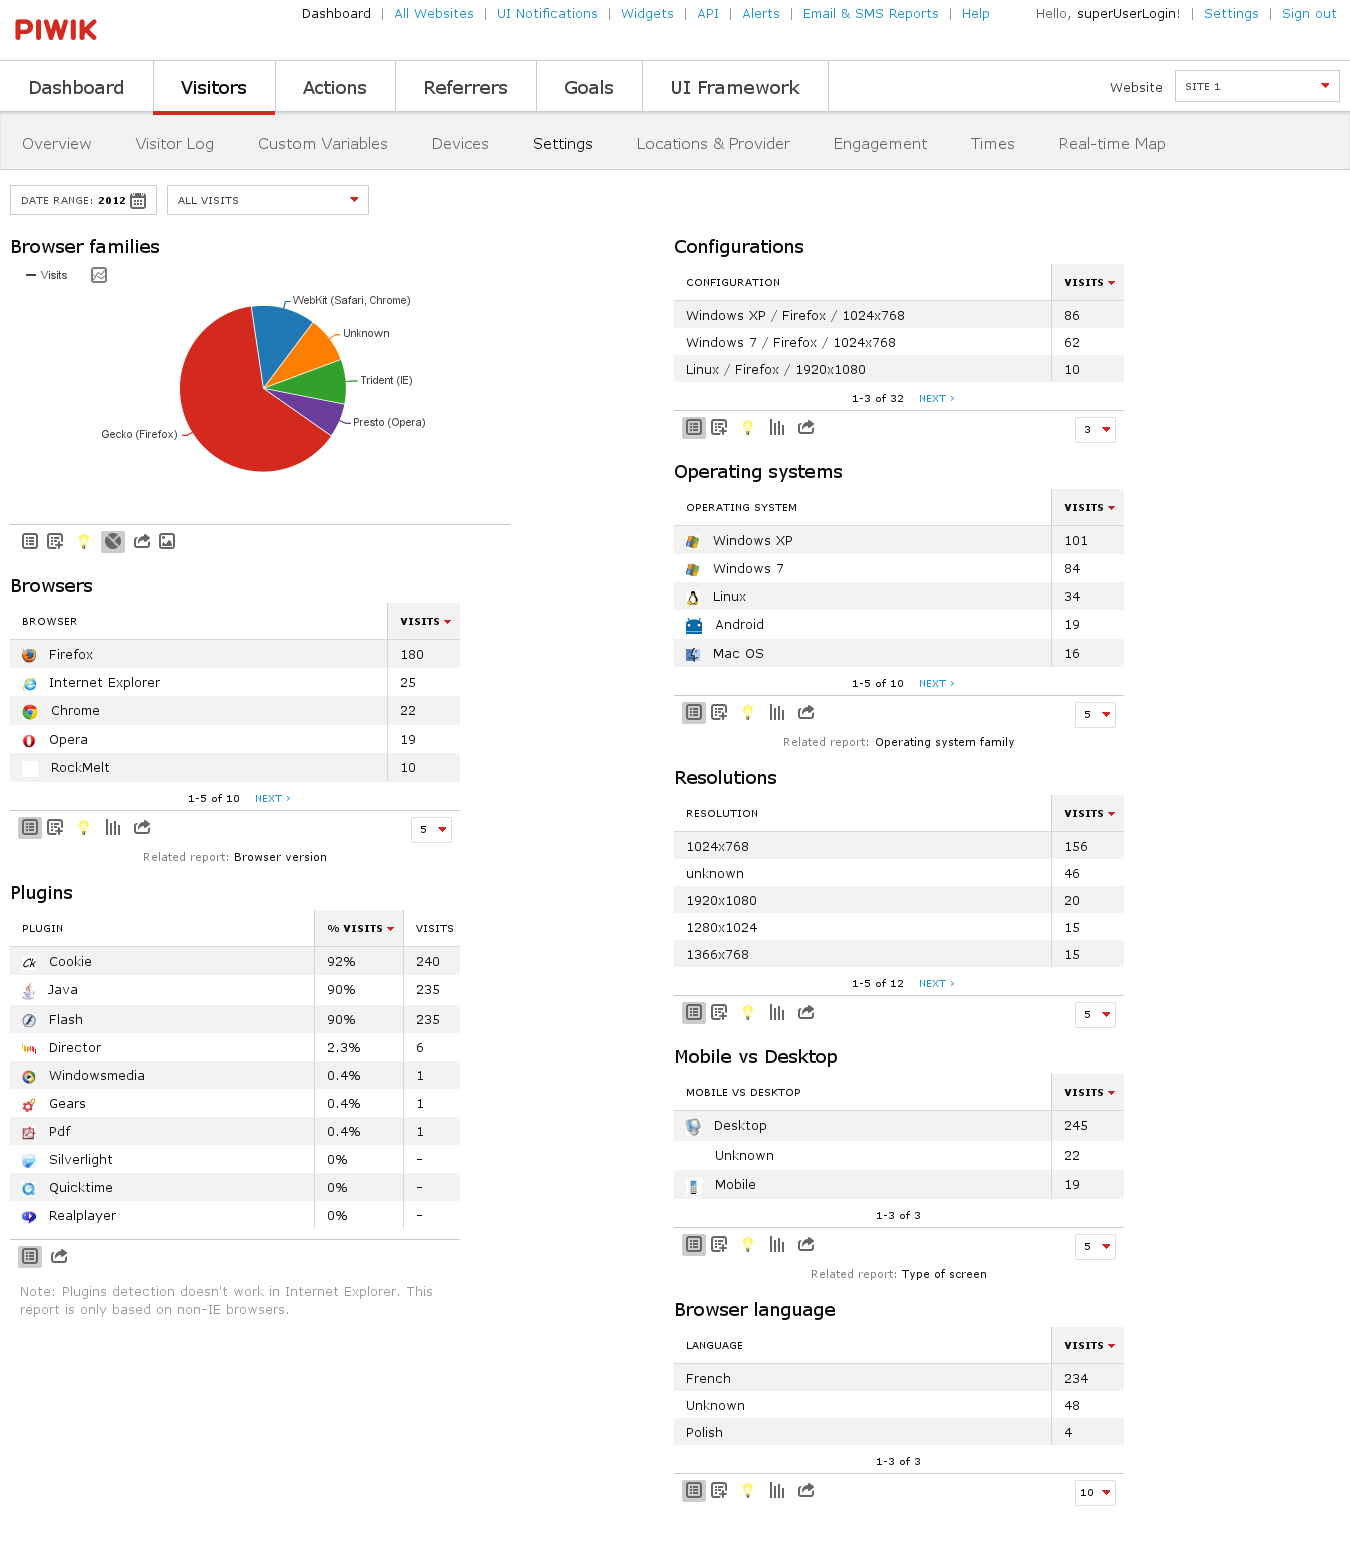 Dashboard | All Websites | UI Notifications | Widgets | API | Alerts | Email & SMS Reports | Help Hello, superUserLogin! | Settings | Sign out
PIWIK
Dashboard Visitors Actions Referrers Goals UI Framework Website SITE 1
Overview Visitor Log Custom Variables Devices Settings Locations & Provider Engagement Times Real-time Map
DATE RANGE: 2012 ALL VISITS
Browser families
Visits
WebKit (Safari, Chrome)
Unknown
Trident (IE)
Presto (Opera)
Gecko (Firefox)
Browsers
BROWSER VISITS
Firefox 180
Internet Explorer 25
Chrome 22
Opera 19
RockMelt 10
1-5 of 10 NEXT ›
5
Related report: Browser version
Plugins
PLUGIN % VISITS VISITS
Cookie 92% 240
Java 90% 235
Flash 90% 235
Director 2.3% 6
Windowsmedia 0.4% 1
Gears 0.4% 1
Pdf 0.4% 1
Silverlight 0% -
Quicktime 0% -
Realplayer 0% -
Note: Plugins detection doesn't work in Internet Explorer. This
report is only based on non-IE browsers.
Configurations
CONFIGURATION VISITS
Windows XP / Firefox / 1024x768 86
Windows 7 / Firefox / 1024x768 62
Linux / Firefox / 1920x1080 10
1-3 of 32 NEXT ›
3
Operating systems
OPERATING SYSTEM VISITS
Windows XP 101
Windows 7 84
Linux 34
Android 19
Mac OS 16
1-5 of 10 NEXT ›
5
Related report: Operating system family
Resolutions
RESOLUTION VISITS
1024x768 156
unknown 46
1920x1080 20
1280x1024 15
1366x768 15
1-5 of 12 NEXT ›
5
Mobile vs Desktop
MOBILE VS DESKTOP VISITS
Desktop 245
Unknown 22
Mobile 19
1-3 of 3
5
Related report: Type of screen
Browser language
LANGUAGE VISITS
French 234
Unknown 48
Polish 4
1-3 of 3
10